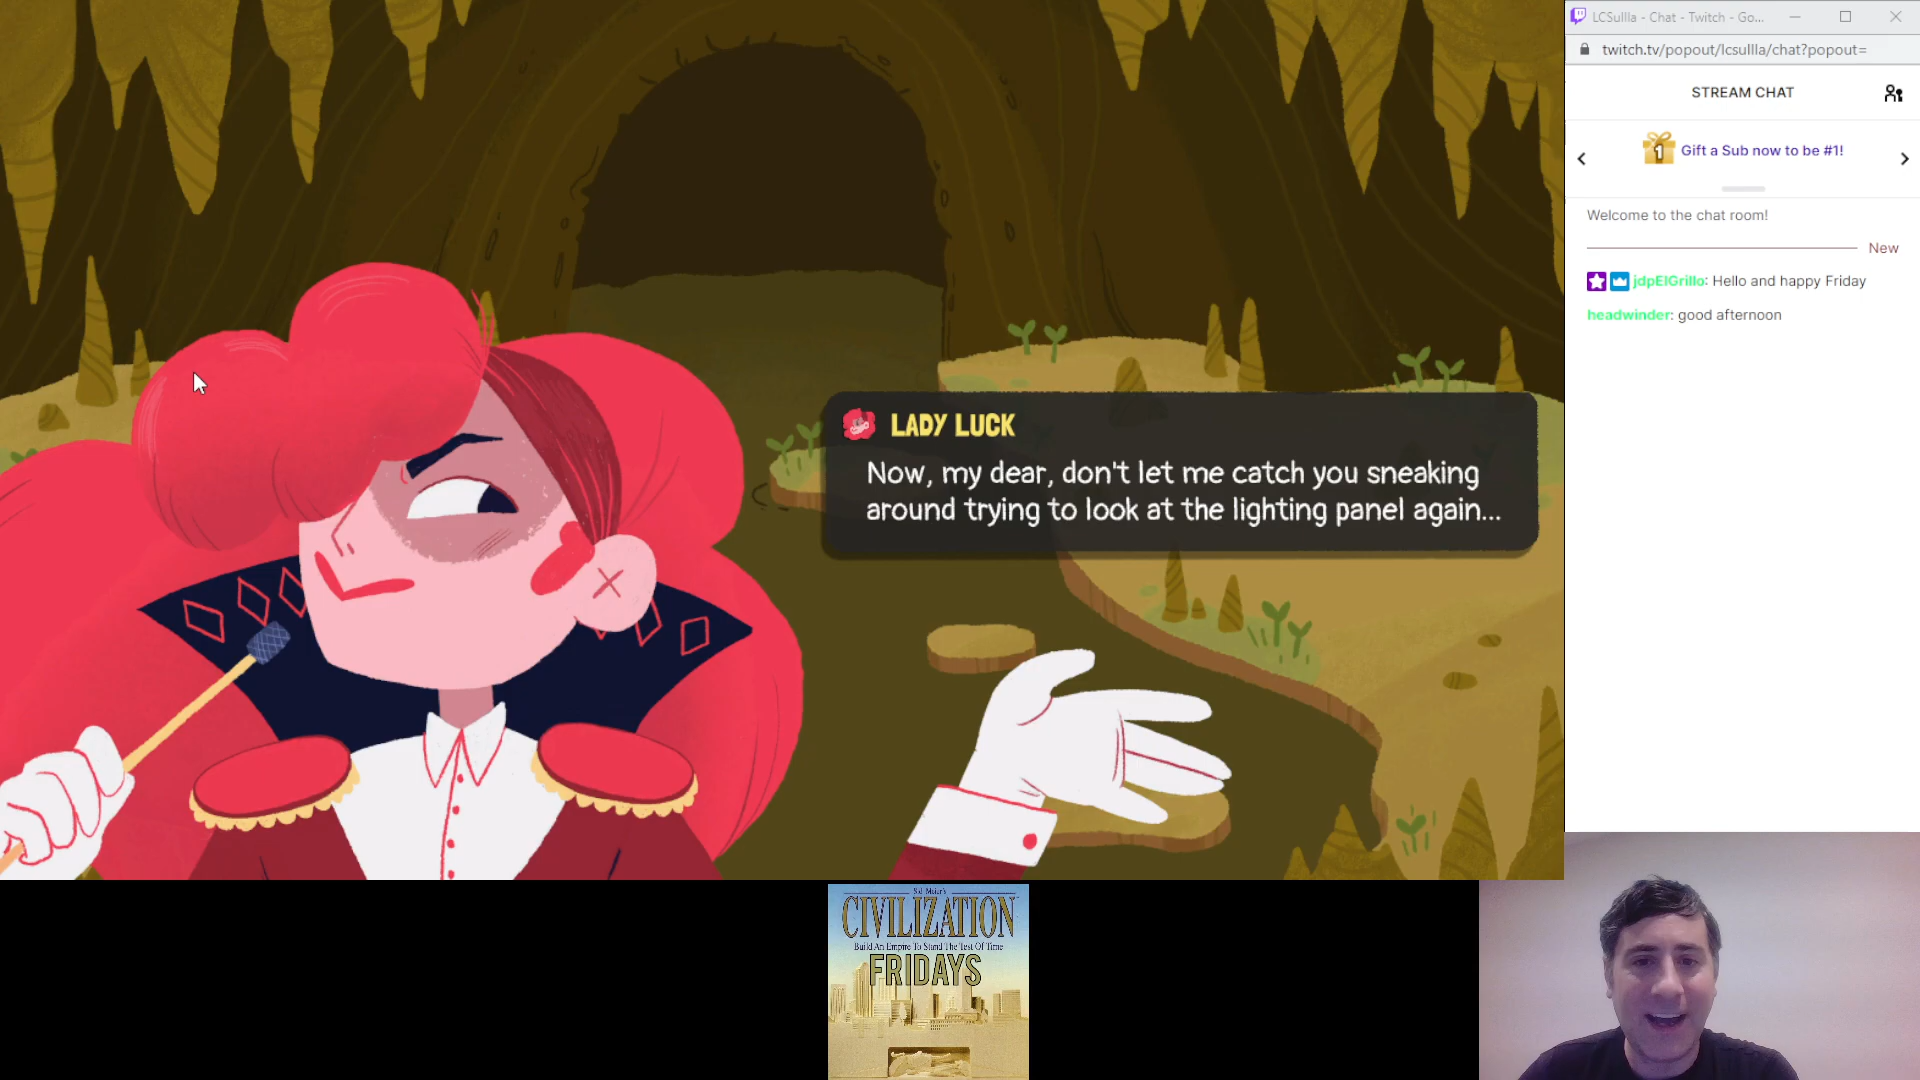 LADY LUCK
Now, my dear, don't let me catch you sneaking
around trying to look at the lighting panel again...
LCSullla - Chat - Twitch - Go...
twitch.tv/popout/lcsullla/chat?popout=
STREAM CHAT
1
Gift a Sub now to be #1!
Welcome to the chat room!
New
jdpElGrillo: Hello and happy Friday
headwinder: good afternoon
Sid Meier's
CIVILIZATION
Build An Empire To Stand The Test Of Time
FRIDAYS